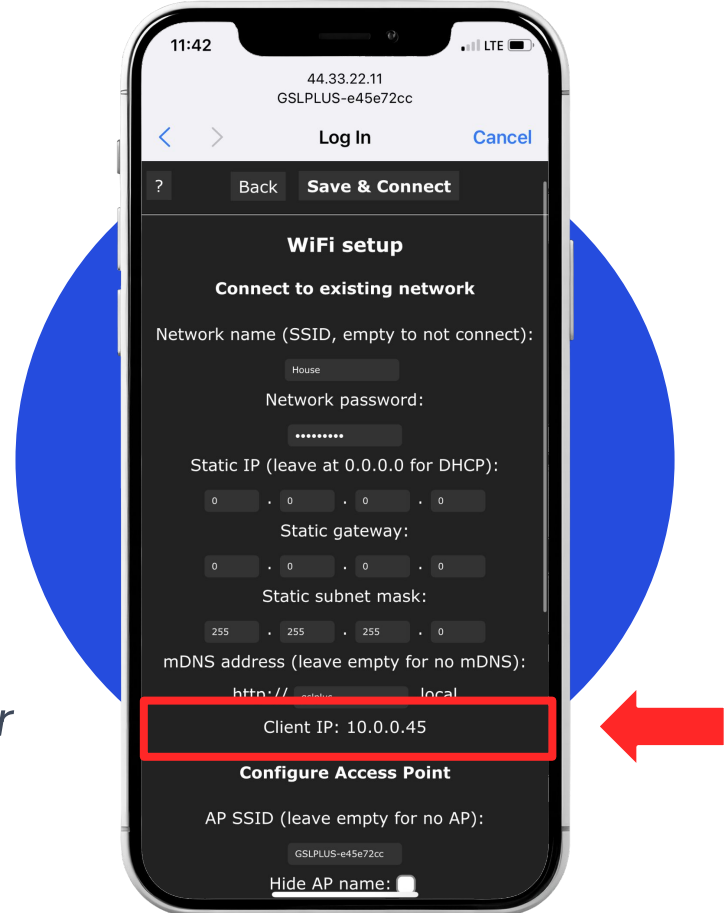 11:42
LTE
44.33.22.11
GSLPLUS-e45e72cc
Log In Cancel
? Back Save & Connect
WiFi setup
Connect to existing network
Network name (SSID, empty to not connect):
House
Network password:
•••••••••
Static IP (leave at 0.0.0.0 for DHCP):
0 . 0 . 0 . 0
Static gateway:
0 . 0 . 0 . 0
Static subnet mask:
255 . 255 . 255 . 0
mDNS address (leave empty for no mDNS):
http:// gslplus .local
r
Client IP: 10.0.0.45
Configure Access Point
AP SSID (leave empty for no AP):
GSLPLUS-e45e72cc
Hide AP name: